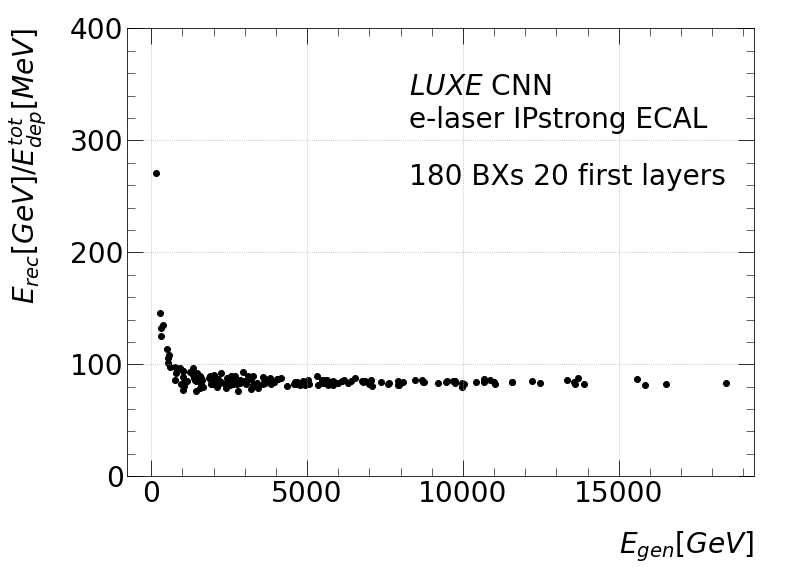 E_rec[GeV]/E_dep^tot[MeV]
400
300
200
100
0
LUXE CNN
e-laser IPstrong ECAL
180 BXs 20 first layers
0 5000 10000 15000
E_gen[GeV]